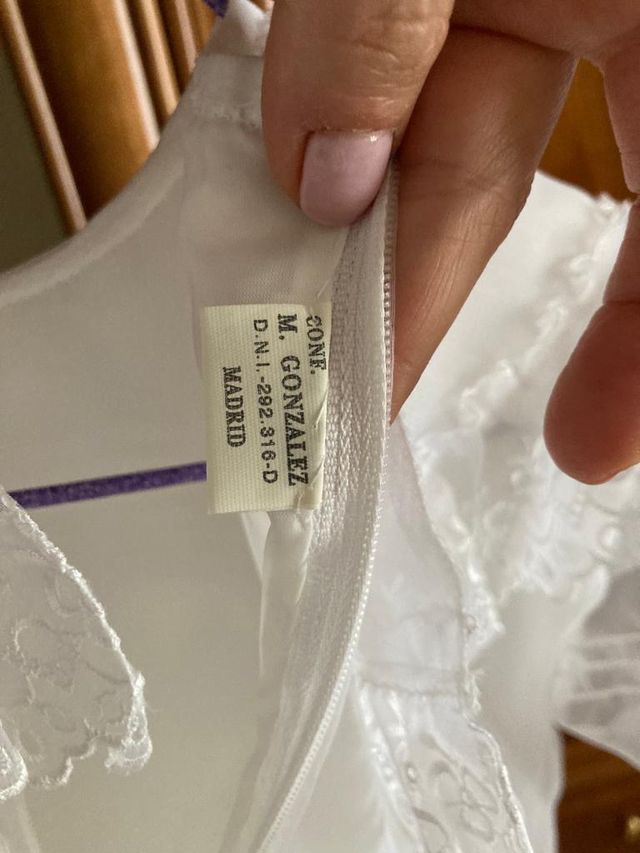 CONF.
M. GONZALEZ
D.N.I.-292.316-D
MADRID